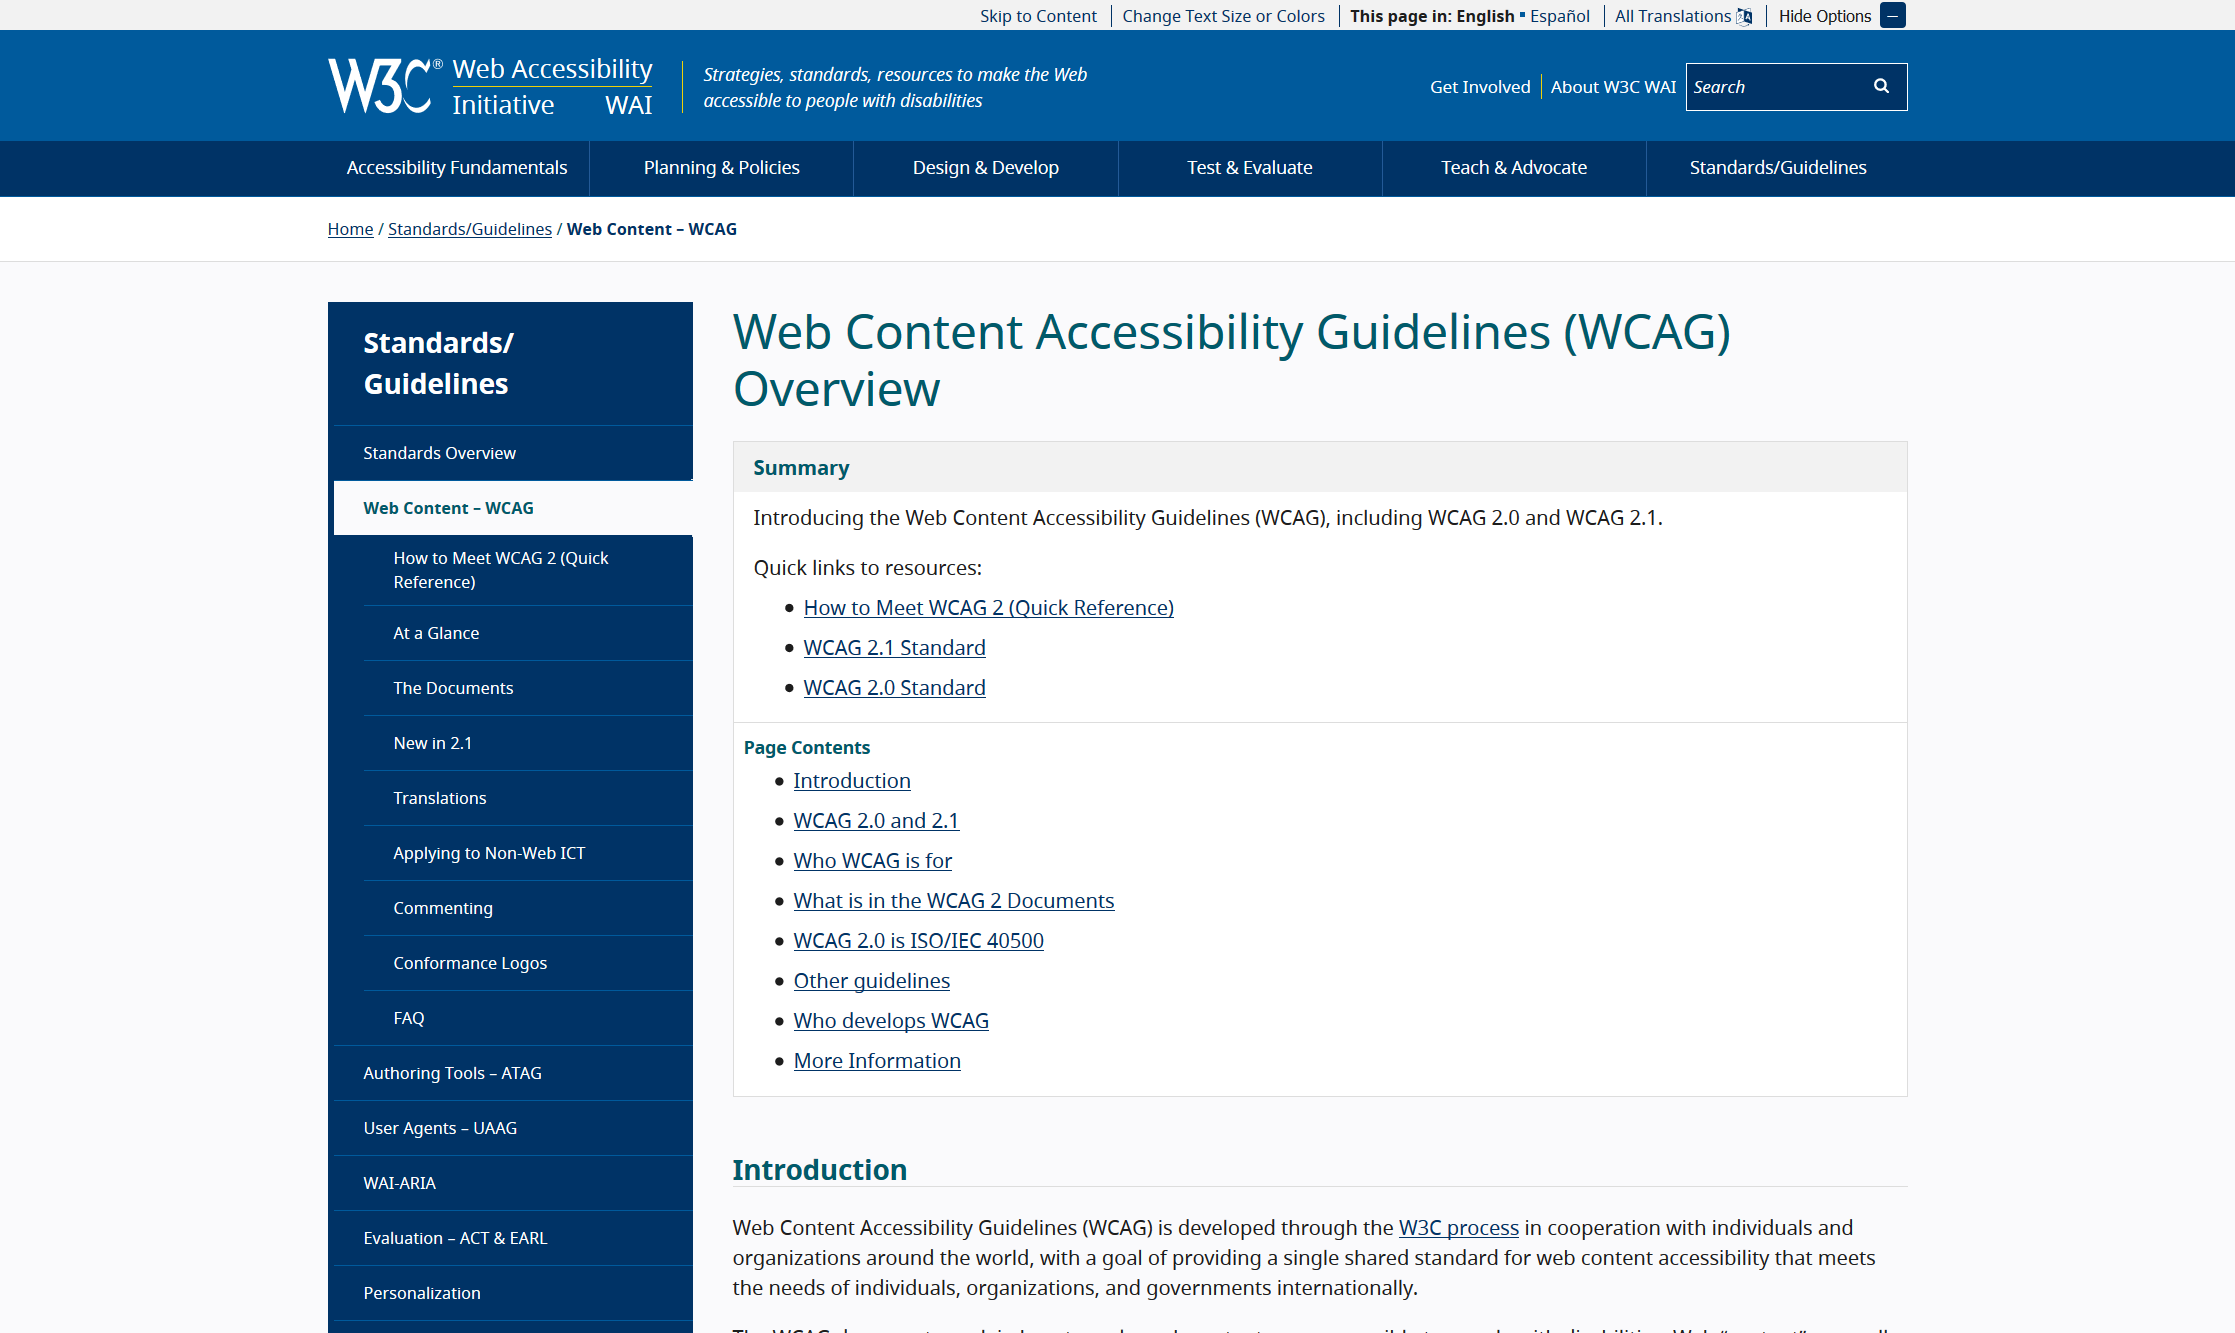 Skip to Content
Change Text Size or Colors
This page in: English Español
All Translations
Hide Options
W3C® Web Accessibility
Initiative WAI
Strategies, standards, resources to make the Web
accessible to people with disabilities
Get Involved
About W3C WAI
Search
Accessibility Fundamentals
Planning & Policies
Design & Develop
Test & Evaluate
Teach & Advocate
Standards/Guidelines
Home / Standards/Guidelines / Web Content – WCAG
Standards/
Guidelines
Standards Overview
Web Content – WCAG
How to Meet WCAG 2 (Quick
Reference)
At a Glance
The Documents
New in 2.1
Translations
Applying to Non-Web ICT
Commenting
Conformance Logos
FAQ
Authoring Tools – ATAG
User Agents – UAAG
WAI-ARIA
Evaluation – ACT & EARL
Personalization
Web Content Accessibility Guidelines (WCAG)
Overview
Summary
Introducing the Web Content Accessibility Guidelines (WCAG), including WCAG 2.0 and WCAG 2.1.
Quick links to resources:
How to Meet WCAG 2 (Quick Reference)
WCAG 2.1 Standard
WCAG 2.0 Standard
Page Contents
Introduction
WCAG 2.0 and 2.1
Who WCAG is for
What is in the WCAG 2 Documents
WCAG 2.0 is ISO/IEC 40500
Other guidelines
Who develops WCAG
More Information
Introduction
Web Content Accessibility Guidelines (WCAG) is developed through the W3C process in cooperation with individuals and
organizations around the world, with a goal of providing a single shared standard for web content accessibility that meets
the needs of individuals, organizations, and governments internationally.